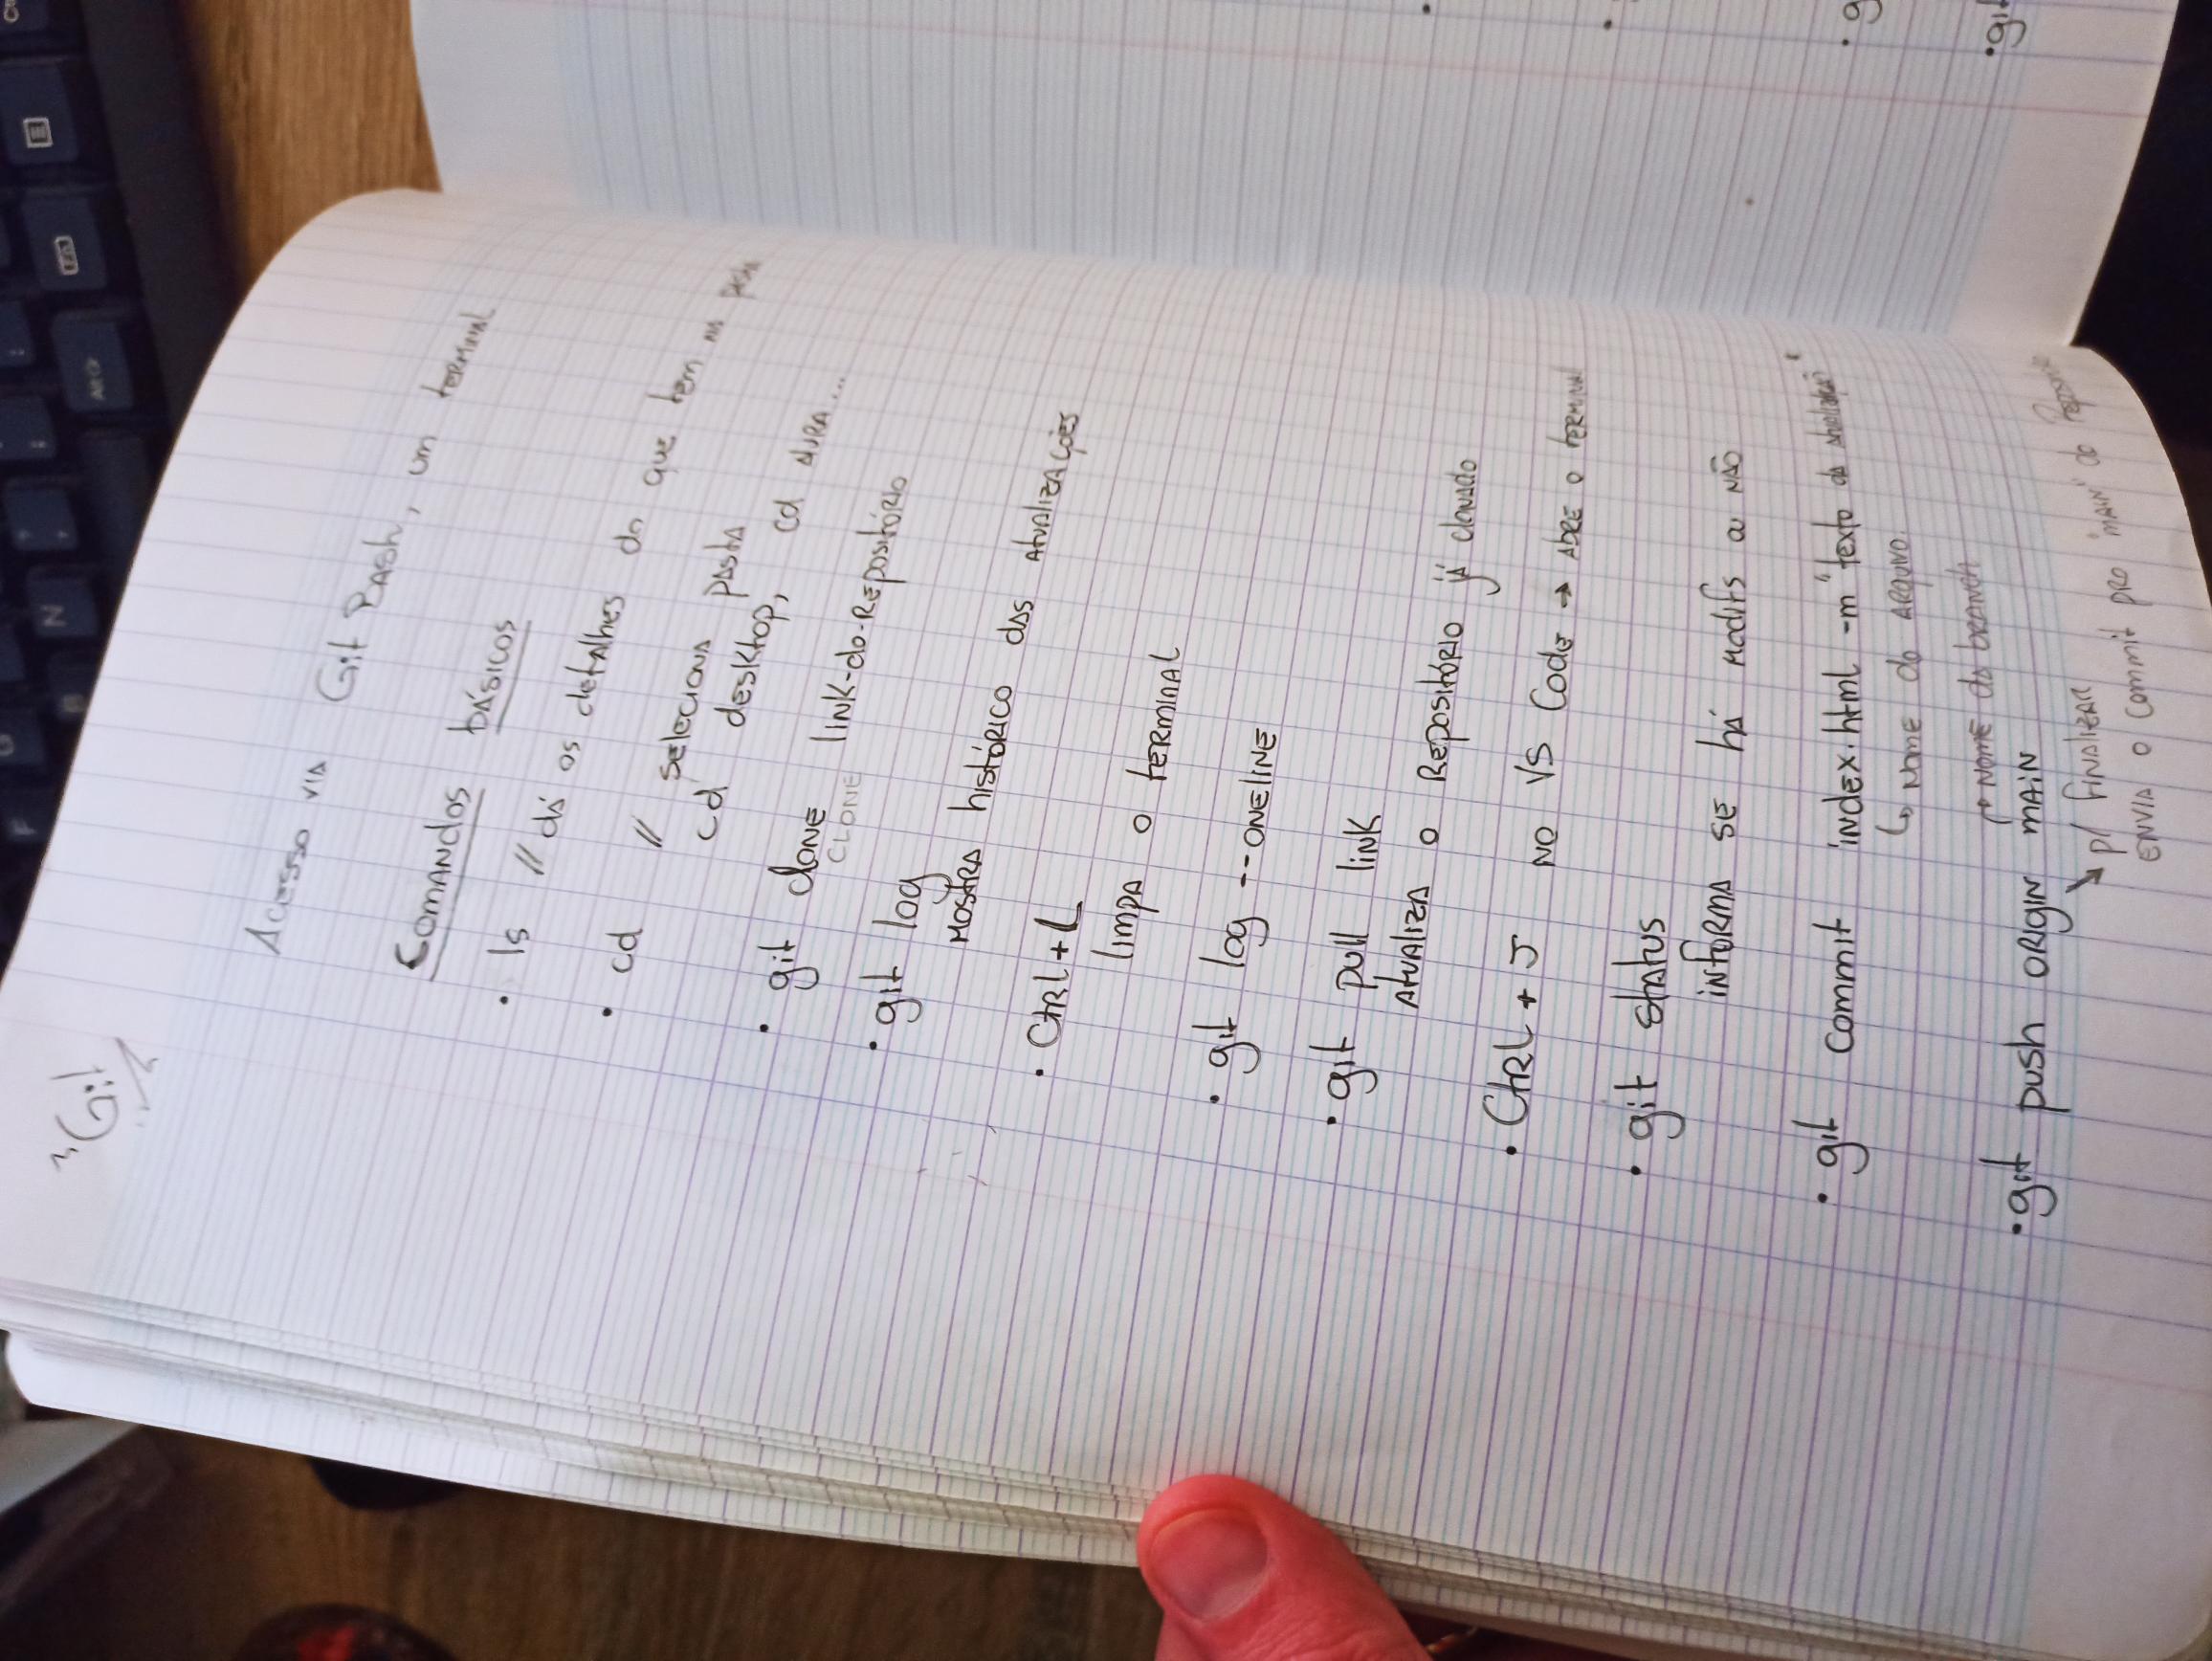 Git
Acesso via Git Bash, um terminal
Comandos básicos
• ls // dá os detalhes do que tem na pasta
• cd // seleciona pasta
cd desktop, cd
• git clone link-do-repositório
CLONE
• git log
mostra histórico das atualizações
• Ctrl+L
limpa o terminal
• git log --oneline
• git pull link
atualiza o repositório já clonado
• Ctrl + J no VS Code → abre o terminal
• git status
informa se há modifs ou não
• git commit index.html -m "texto da atualização"
↳ nome do arquivo.
↱ nome da branch
• git push origin main
↘ p/ finalizar
envia o commit pro "main" do
• g
• git